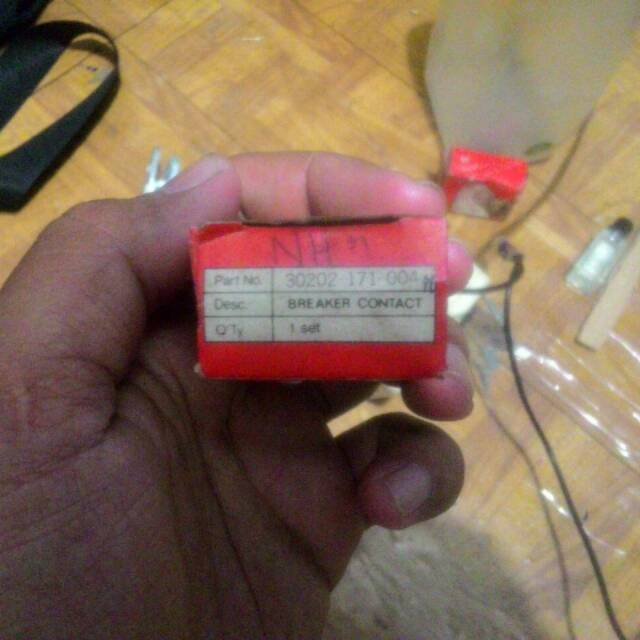 NH
Part No. 30202 171 004
Desc. BREAKER CONTACT
Q'Ty 1 set